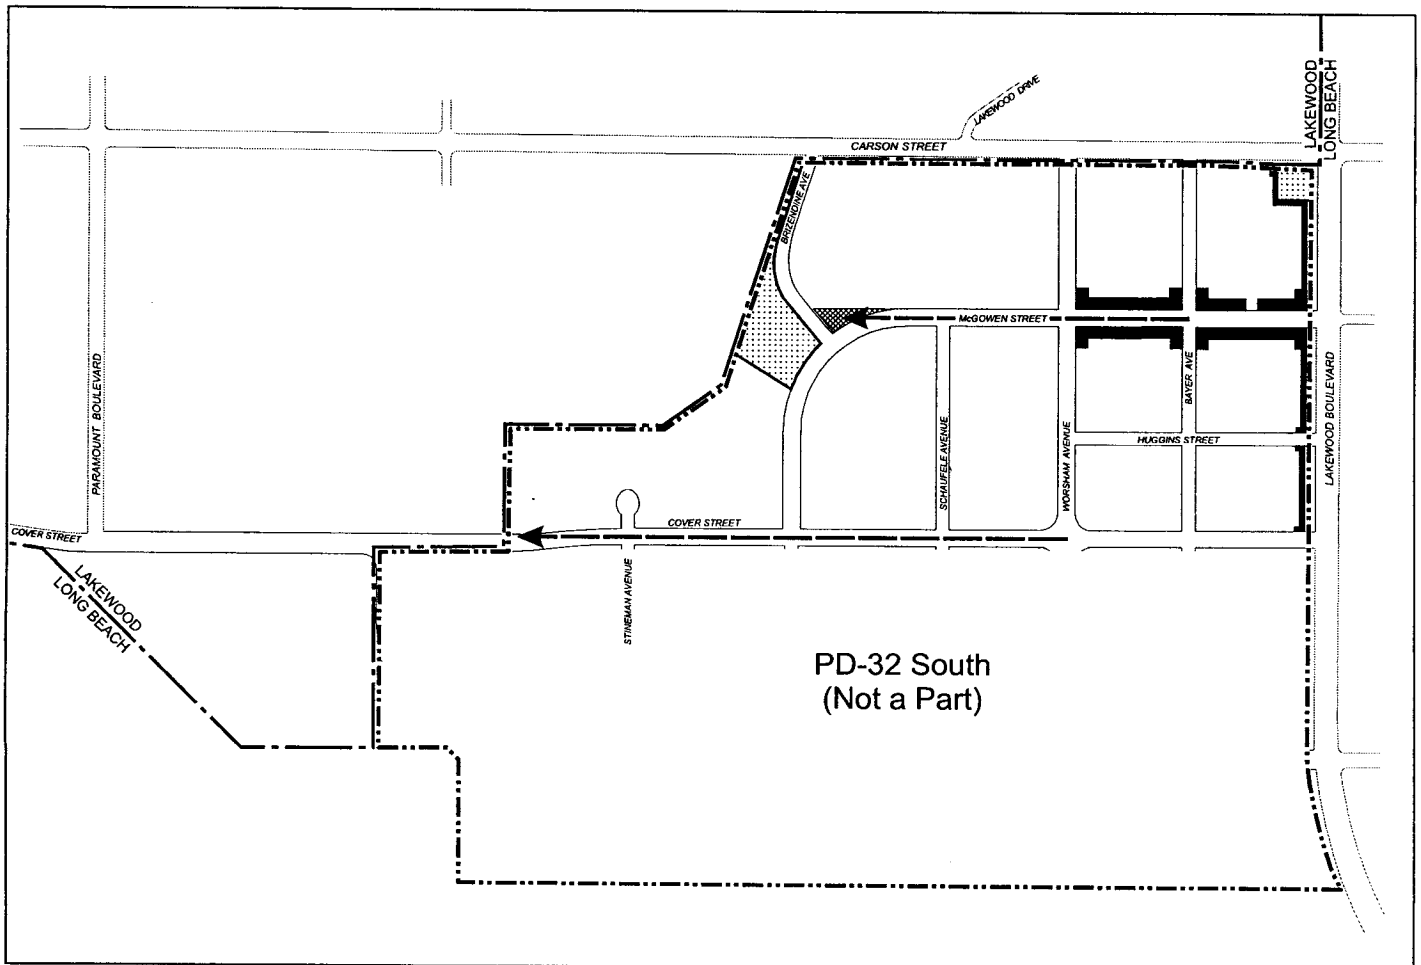 LAKEWOOD
LONG BEACH
LAKEWOOD DRIVE
CARSON STREET
BRIZENDINE AVE
McGOWEN STREET
PARAMOUNT BOULEVARD
BAYER AVE
LAKEWOOD BOULEVARD
SCHAUFELE AVENUE
WORSHAM AVENUE
HUGGINS STREET
COVER STREET
COVER STREET
LAKEWOOD
LONG BEACH
STINEMAN AVENUE
PD-32 South
(Not a Part)